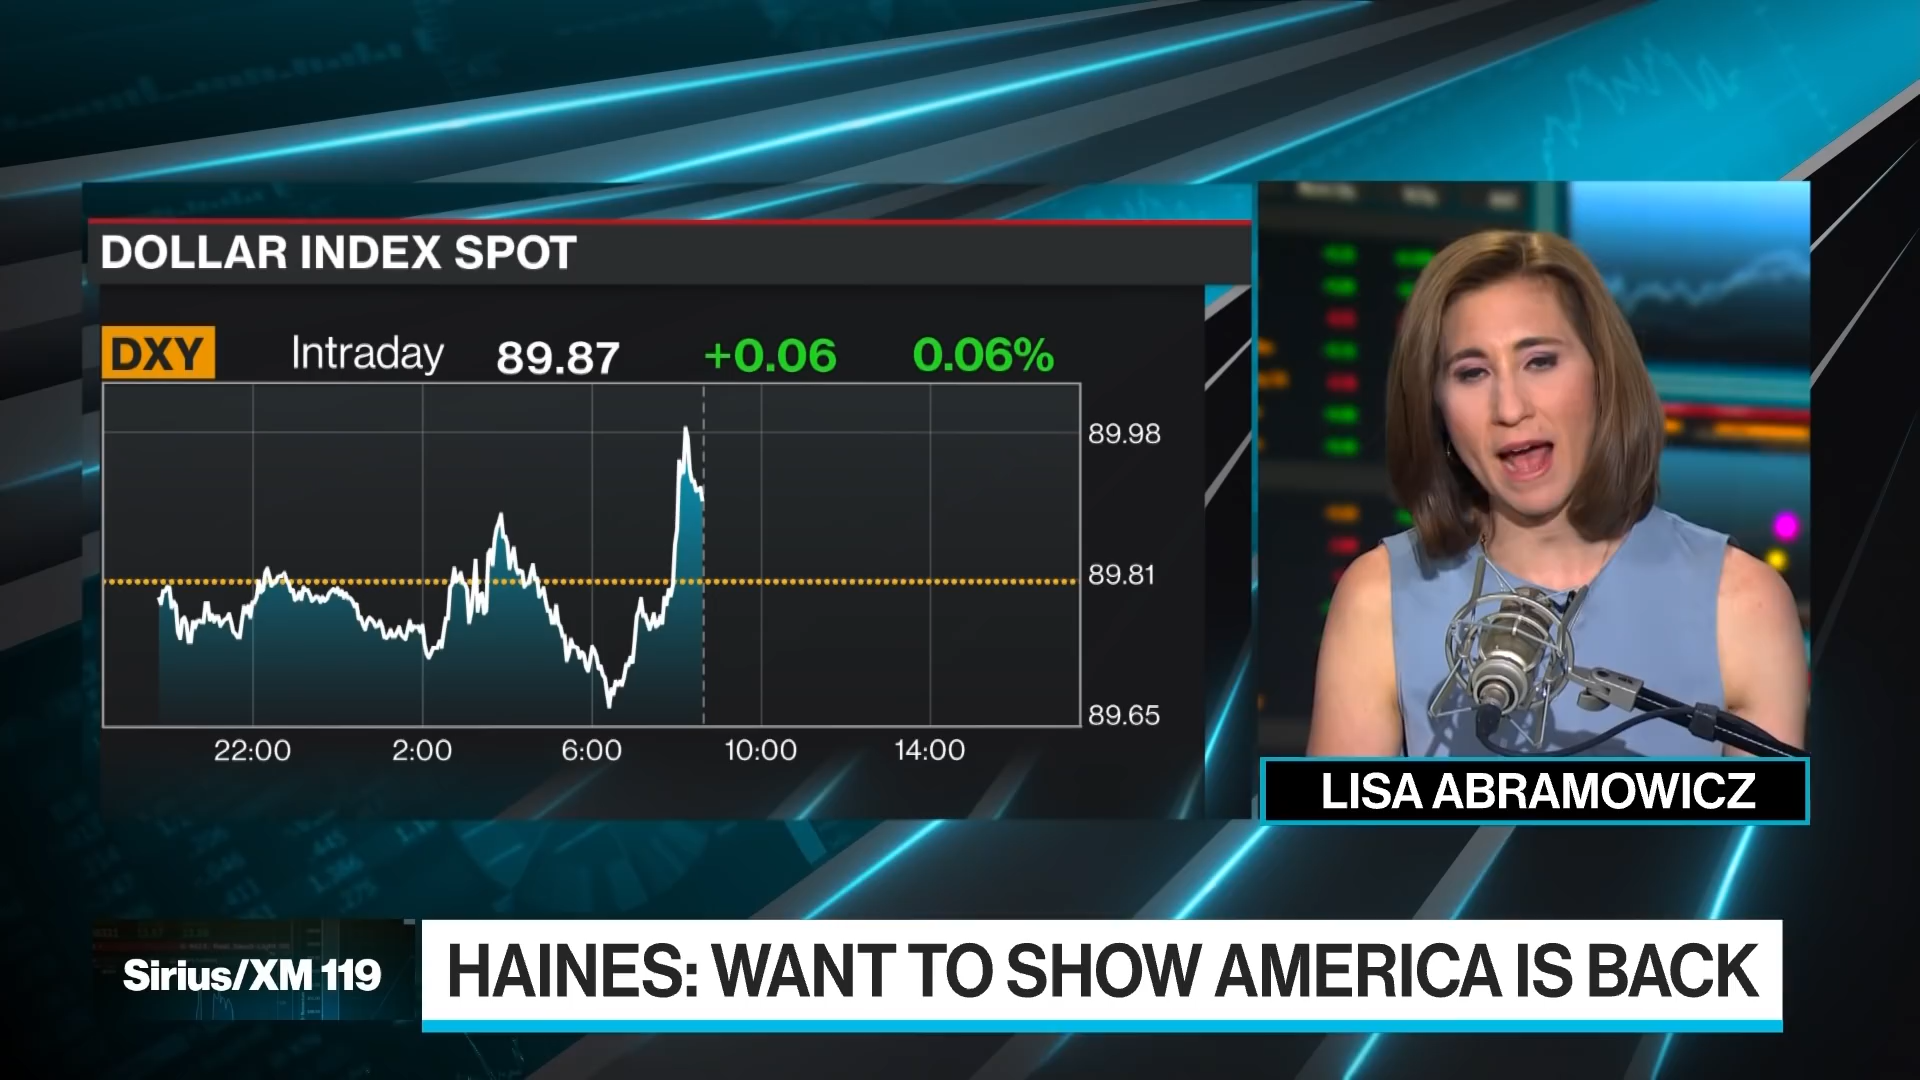 DOLLAR INDEX SPOT
DXY Intraday 89.87 +0.06 0.06%
89.98
89.81
89.65
22:00 2:00 6:00 10:00 14:00
LISA ABRAMOWICZ
Sirius/XM 119
HAINES: WANT TO SHOW AMERICA IS BACK